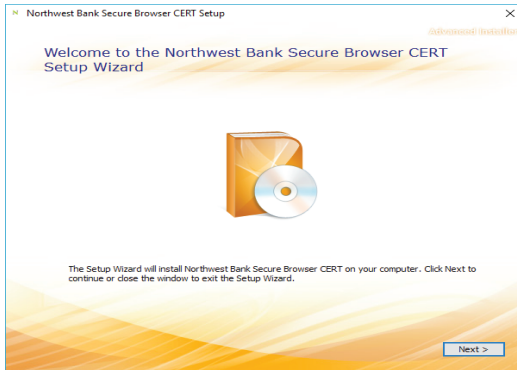 Northwest Bank Secure Browser CERT Setup
Advanced Installer
Welcome to the Northwest Bank Secure Browser CERT
Setup Wizard
The Setup Wizard will install Northwest Bank Secure Browser CERT on your computer. Click Next to
continue or close the window to exit the Setup Wizard.
Next >